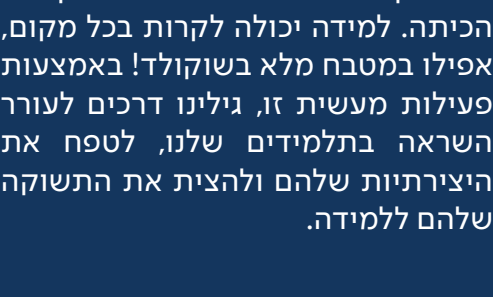 הכיתה. למידה יכולה לקרות בכל מקום,
אפילו במטבח מלא בשוקולד! באמצעות
פעילות מעשית זו, גילינו דרכים לעורר
השראה בתלמידים שלנו, לטפח את
היצירתיות שלהם ולהצית את התשוקה
שלהם ללמידה.